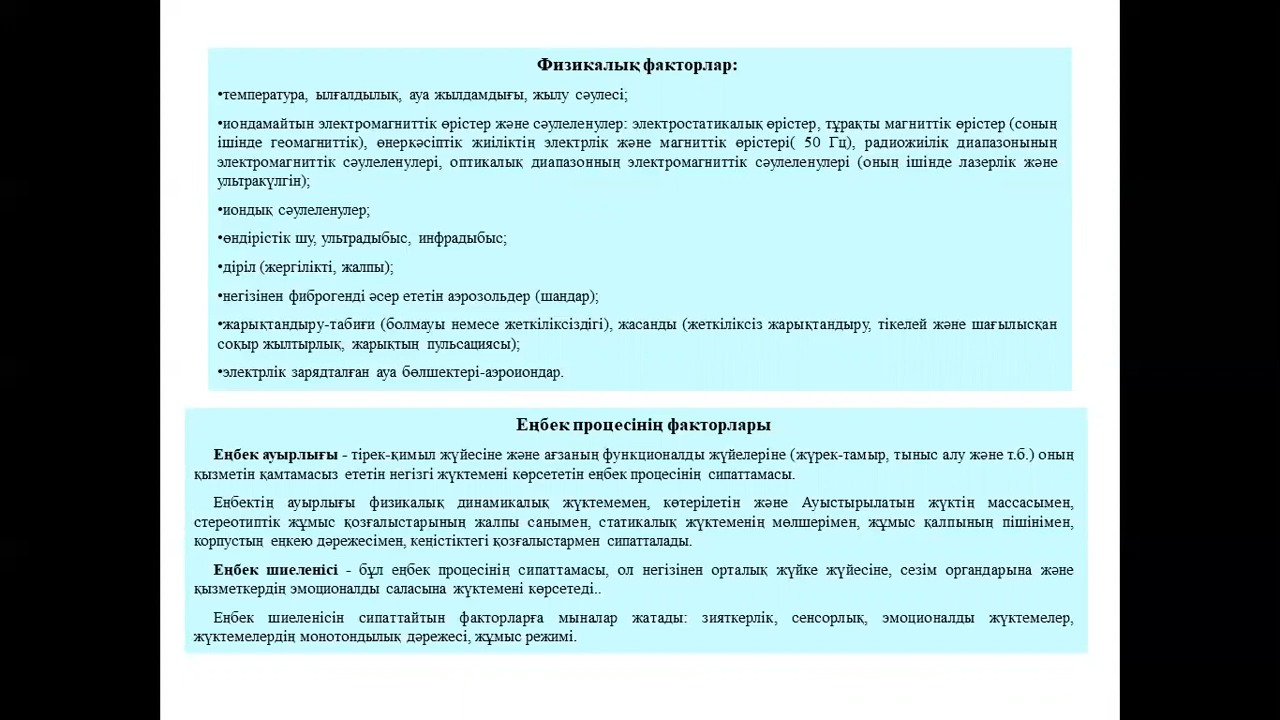 Физикалық факторлар:
•температура, ылғалдылық, ауа жылдамдығы, жылу сәулесі;
•иондамайтын электромагниттік өрістер және сәулеленулер: электростатикалық өрістер, тұрақты магниттік өрістер (соның
ішінде геомагниттік), өнеркәсіптік жиіліктің электрлік және магниттік өрістері( 50 Гц), радиожиілік диапазонының
электромагниттік сәулеленулері, оптикалық диапазонның электромагниттік сәулеленулері (оның ішінде лазерлік және
ультракүлгін);
•иондық сәулеленулер;
•өндірістік шу, ультрадыбыс, инфрадыбыс;
•діріл (жергілікті, жалпы);
•негізінен фиброгенді әсер ететін аэрозольдер (шандар);
•жарықтандыру-табиғи (болмауы немесе жеткіліксіздігі), жасанды (жеткіліксіз жарықтандыру, тікелей және шағылысқан
соқыр жылтырлық, жарықтың пульсациясы);
•электрлік зарядталған ауа бөлшектері-аэроиондар.
Еңбек процесінің факторлары
Еңбек ауырлығы - тірек-қимыл жүйесіне және ағзаның функционалды жүйелеріне (жүрек-тамыр, тыныс алу және т.б.) оның
қызметін қамтамасыз ететін негізгі жүктемені көрсететін еңбек процесінің сипаттамасы.
Еңбектің ауырлығы физикалық динамикалық жүктемемен, көтерілетін және Ауыстырылатын жүктің массасымен,
стереотиптік жұмыс қозғалыстарының жалпы санымен, статикалық жүктеменің мөлшерімен, жұмыс қалпының пішінімен,
корпустың еңкею дәрежесімен, кеңістіктегі қозғалыстармен сипатталады.
Еңбек шиеленісі - бұл еңбек процесінің сипаттамасы, ол негізінен орталық жүйке жүйесіне, сезім органдарына және
қызметкердің эмоционалды саласына жүктемені көрсетеді..
Еңбек шиеленісін сипаттайтын факторларға мыналар жатады: зияткерлік, сенсорлық, эмоционалды жүктемелер,
жүктемелердің монотондылық дәрежесі, жұмыс режимі.